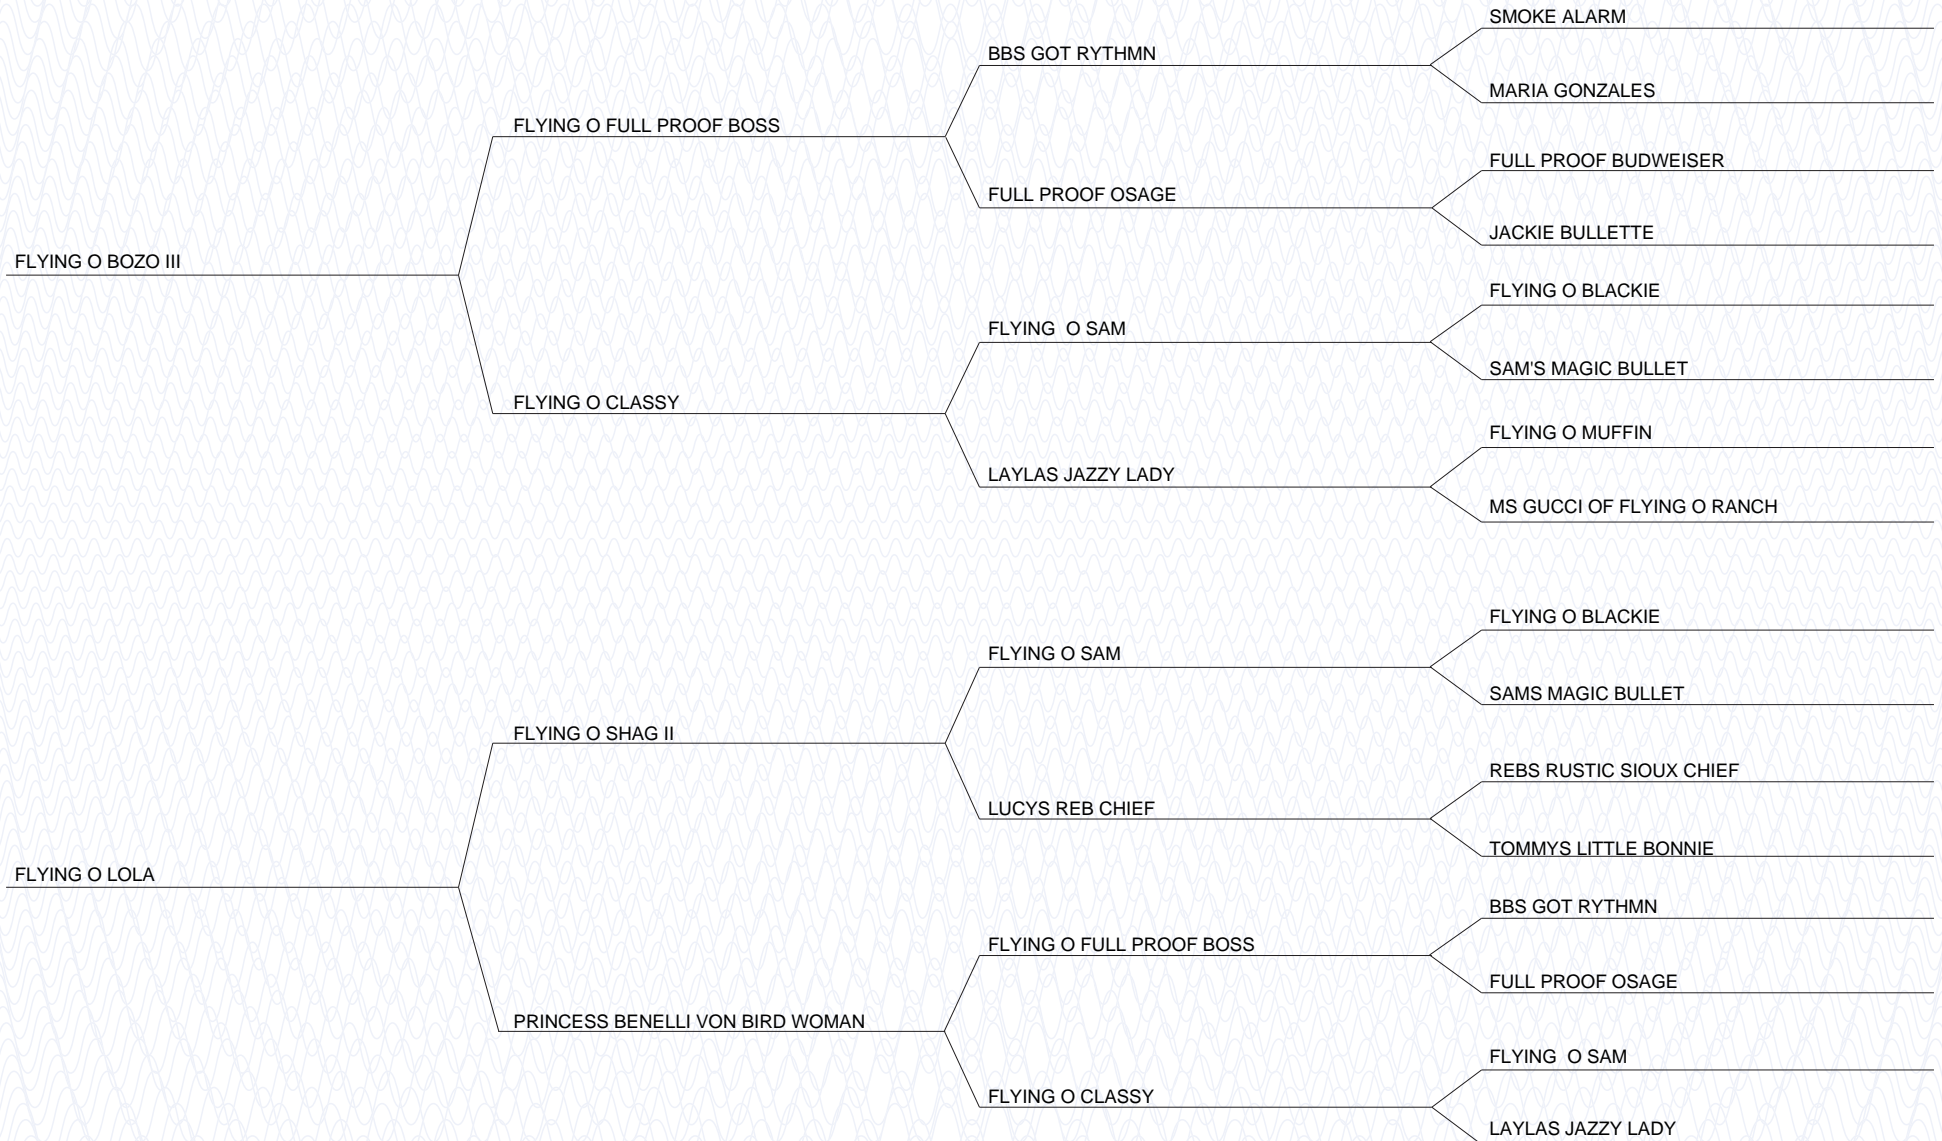 SMOKE ALARM
BBS GOT RYTHMN
MARIA GONZALES
FLYING O FULL PROOF BOSS
FULL PROOF BUDWEISER
FULL PROOF OSAGE
JACKIE BULLETTE
FLYING O BOZO III
FLYING O BLACKIE
FLYING  O SAM
SAM'S MAGIC BULLET
FLYING O CLASSY
FLYING O MUFFIN
LAYLAS JAZZY LADY
MS GUCCI OF FLYING O RANCH
FLYING O BLACKIE
FLYING O SAM
SAMS MAGIC BULLET
FLYING O SHAG II
REBS RUSTIC SIOUX CHIEF
LUCYS REB CHIEF
TOMMYS LITTLE BONNIE
FLYING O LOLA
BBS GOT RYTHMN
FLYING O FULL PROOF BOSS
FULL PROOF OSAGE
PRINCESS BENELLI VON BIRD WOMAN
FLYING  O SAM
FLYING O CLASSY
LAYLAS JAZZY LADY